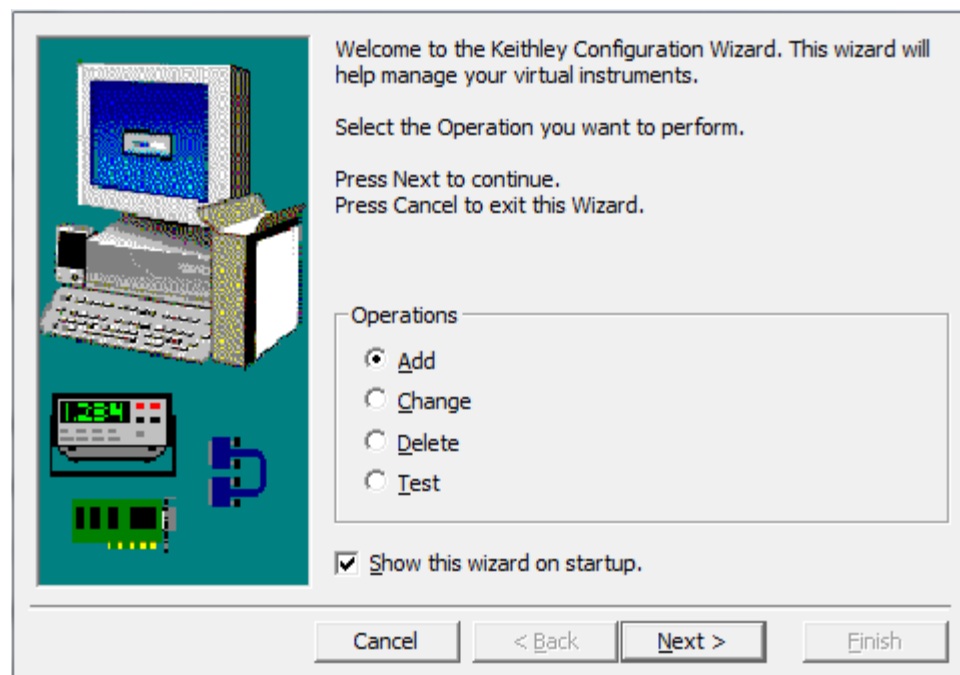 Welcome to the Keithley Configuration Wizard. This wizard will
help manage your virtual instruments.
Select the Operation you want to perform.
Press Next to continue.
Press Cancel to exit this Wizard.
1.234
Operations
Add
Change
Delete
Test
Show this wizard on startup.
Cancel
< Back
Next >
Finish